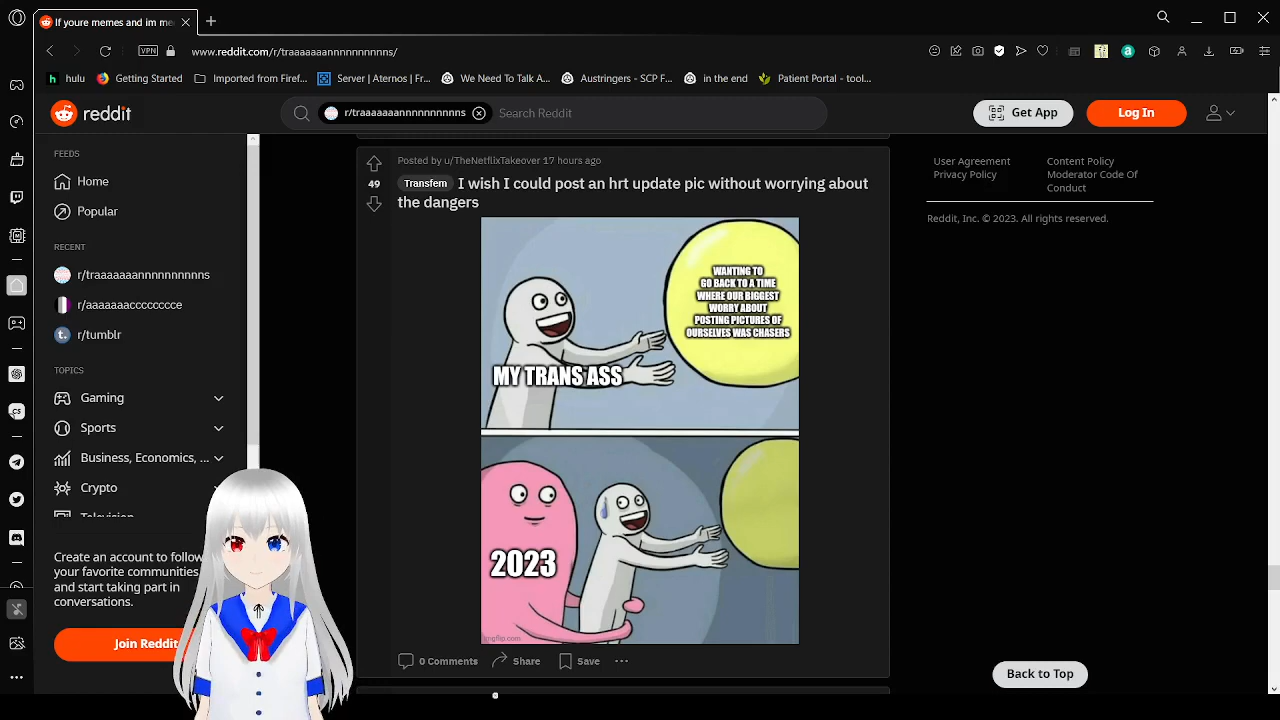 If youre memes and im me
www.reddit.com/r/traaaaaaannnnnnnnnns/
VPN
hulu
Getting Started
Imported from Firef...
Server | Aternos | Fr...
We Need To Talk A...
Austringers - SCP F...
in the end
Patient Portal - tool...
reddit
r/traaaaaaannnnnnnnnns
Search Reddit
Get App
Log In
FEEDS
Home
Popular
RECENT
r/traaaaaaannnnnnnnnns
r/aaaaaaacccccccce
r/tumblr
TOPICS
Gaming
Sports
Business, Economics, ...
Crypto
Television
Create an account to follow
your favorite communities
and start taking part in
conversations.
Join Reddit
Posted by u/TheNetflixTakeover 17 hours ago
49
Transfem I wish I could post an hrt update pic without worrying about
the dangers
WANTING TO
GO BACK TO A TIME
WHERE OUR BIGGEST
WORRY ABOUT
POSTING PICTURES OF
OURSELVES WAS CHASERS
MY TRANS ASS
2023
imgflip.com
0 Comments
Share
Save
User Agreement
Privacy Policy
Content Policy
Moderator Code Of
Conduct
Reddit, Inc. © 2023. All rights reserved.
Back to Top